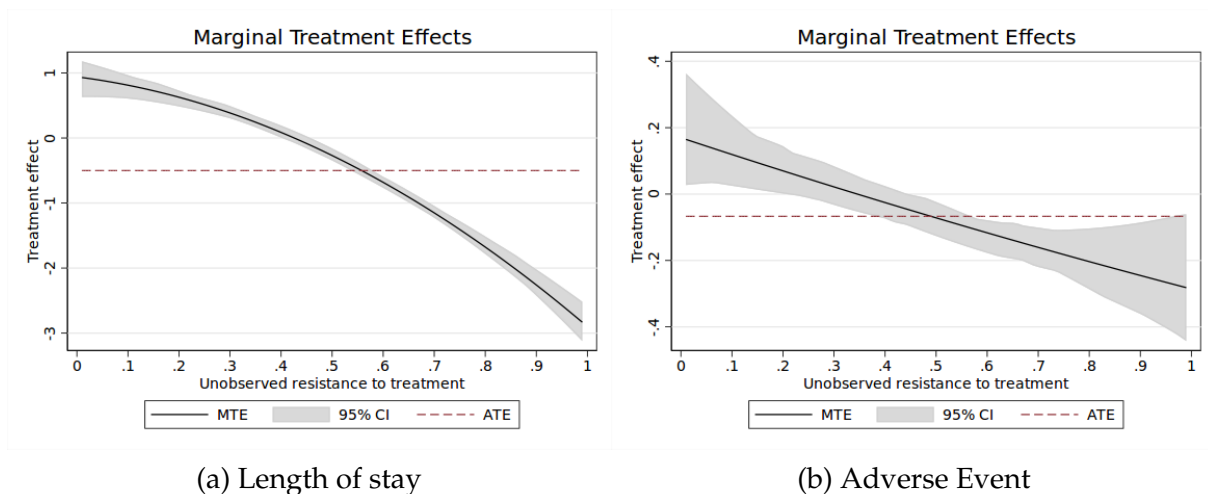 Marginal Treatment Effects
Treatment effect
1
0
-1
-2
-3
0 .1 .2 .3 .4 .5 .6 .7 .8 .9 1
Unobserved resistance to treatment
MTE 95% CI ATE
(a) Length of stay
Marginal Treatment Effects
Treatment effect
.4
.2
0
-.2
-.4
0 .1 .2 .3 .4 .5 .6 .7 .8 .9 1
Unobserved resistance to treatment
MTE 95% CI ATE
(b) Adverse Event